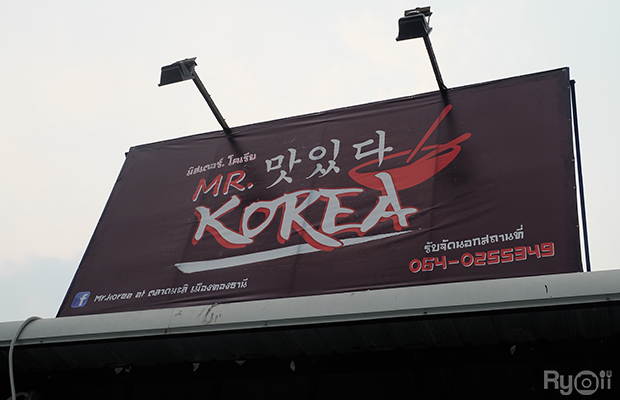 มิสเตอร์. โคเรีย
MR. 맛있다
KOREA
รับจัดนอกสถานที่
064-0255349
Mr.korea at ตลาดมะลิ เมืองทองธานี
Ryoii